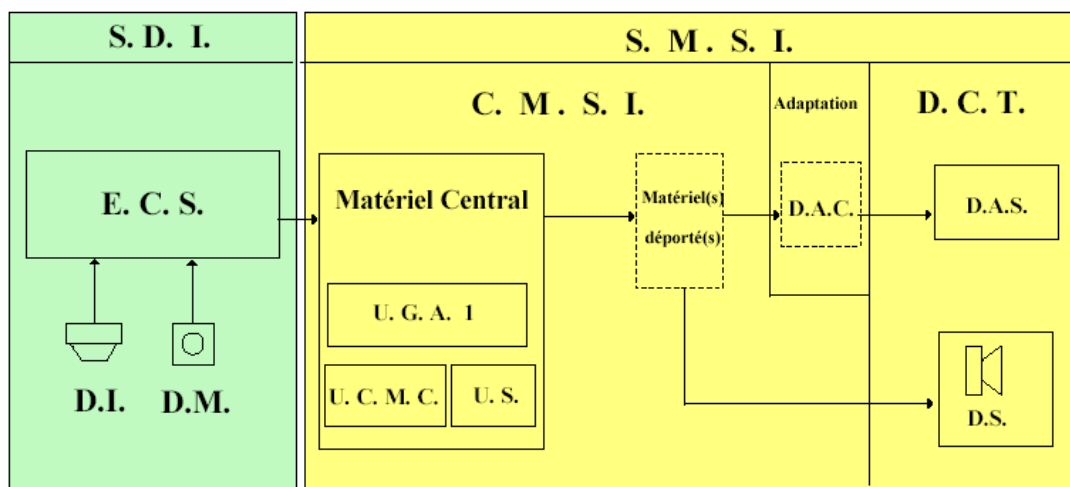 S. D. I.
S. M. S. I.
C. M. S. I.
Adaptation
D. C. T.
E. C. S.
Matériel Central
Matériel(s)
déporté(s)
D.A.C.
D.A.S.
U. G. A. 1
U. C. M. C.
U. S.
D.I.
D.M.
D.S.